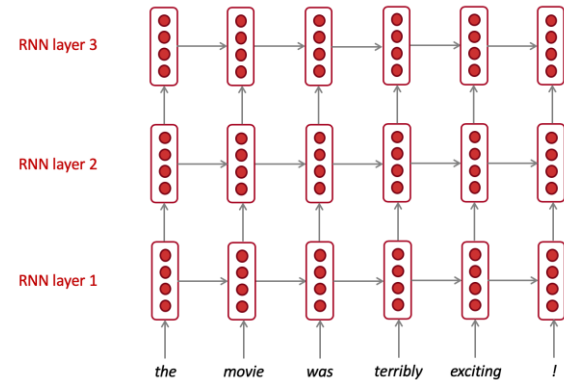 RNN layer 3
RNN layer 2
RNN layer 1
the movie was terribly exciting !